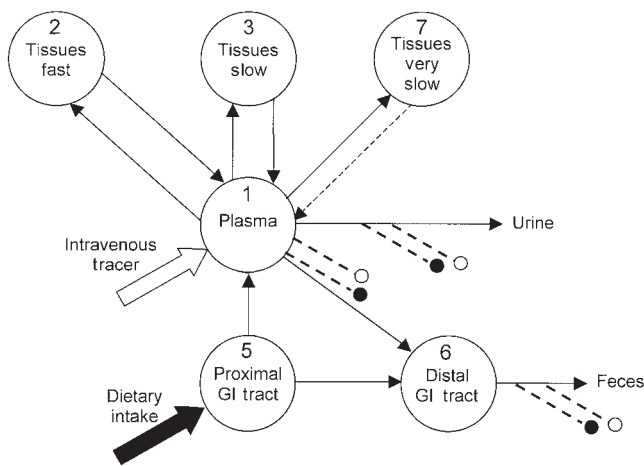 2
Tissues
fast
3
Tissues
slow
7
Tissues
very
slow
1
Plasma
Urine
Intravenous
tracer
5
Proximal
GI tract
6
Distal
GI tract
Feces
Dietary
intake